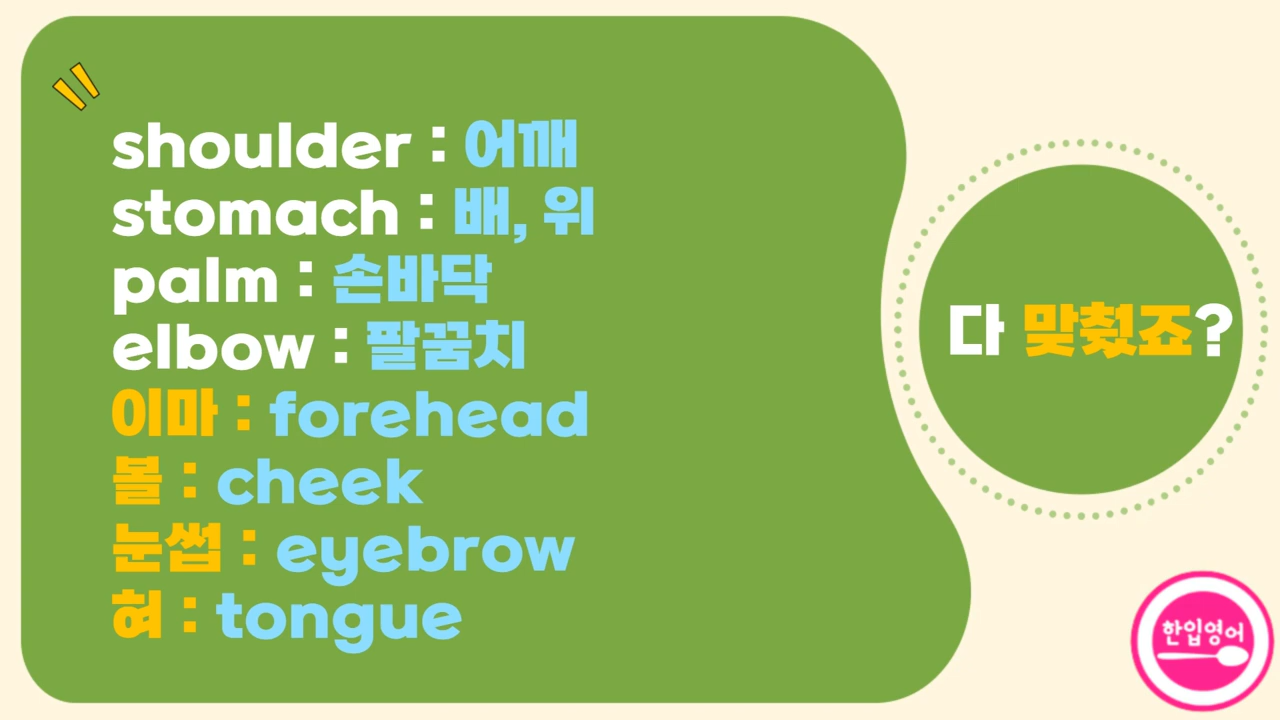 shoulder : 어깨
stomach : 배, 위
palm : 손바닥
elbow : 팔꿈치
이마 : forehead
볼 : cheek
눈썹 : eyebrow
혀 : tongue
다 맞췄죠?
한입영어